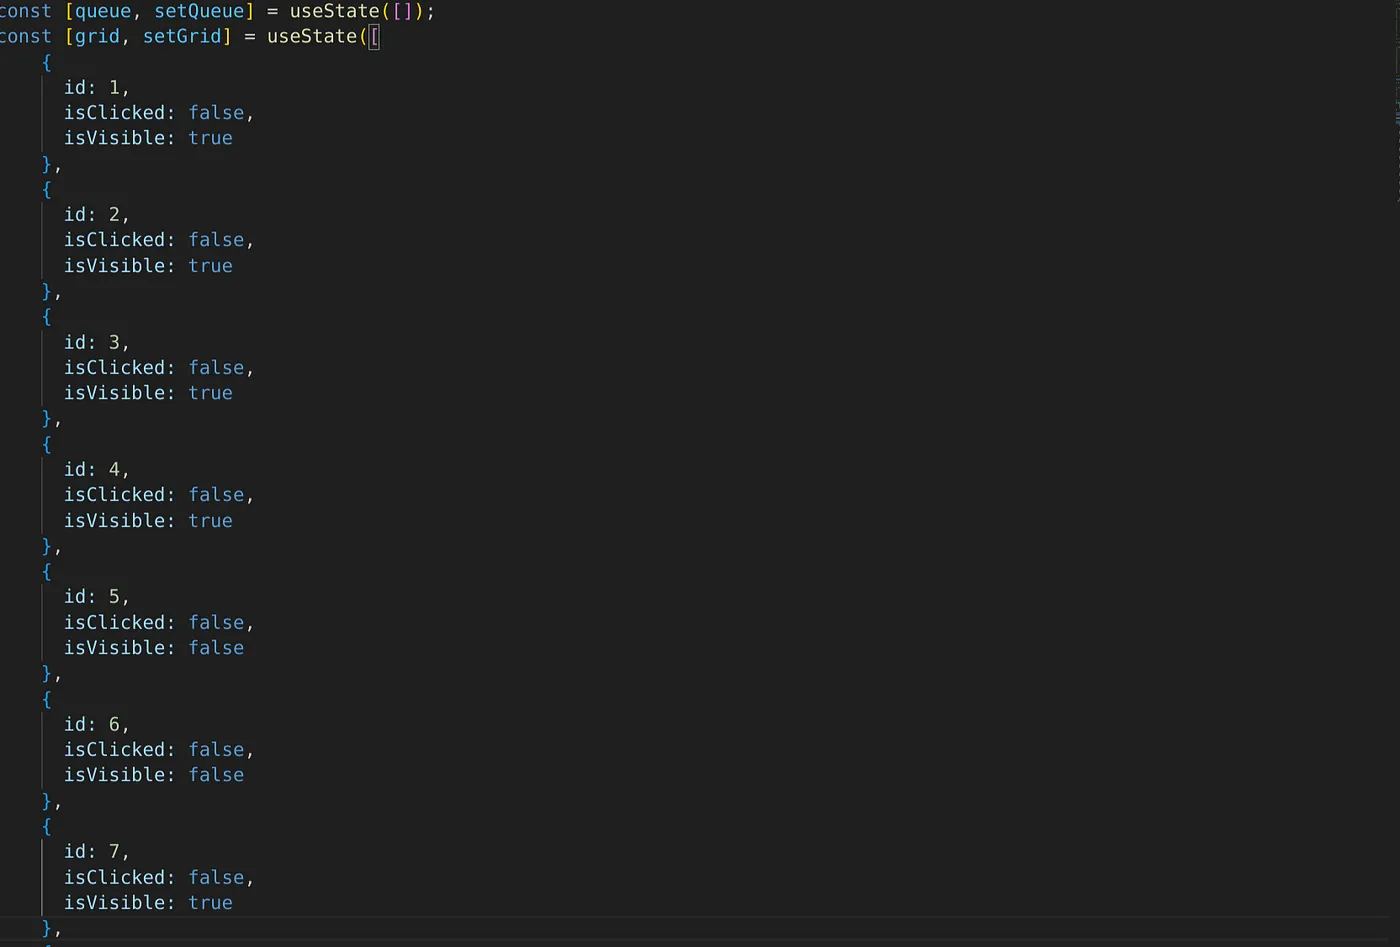 const [queue, setQueue] = useState([]);
const [grid, setGrid] = useState([
{
id: 1,
isClicked: false,
isVisible: true
},
{
id: 2,
isClicked: false,
isVisible: true
},
{
id: 3,
isClicked: false,
isVisible: true
},
{
id: 4,
isClicked: false,
isVisible: true
},
{
id: 5,
isClicked: false,
isVisible: false
},
{
id: 6,
isClicked: false,
isVisible: false
},
{
id: 7,
isClicked: false,
isVisible: true
},